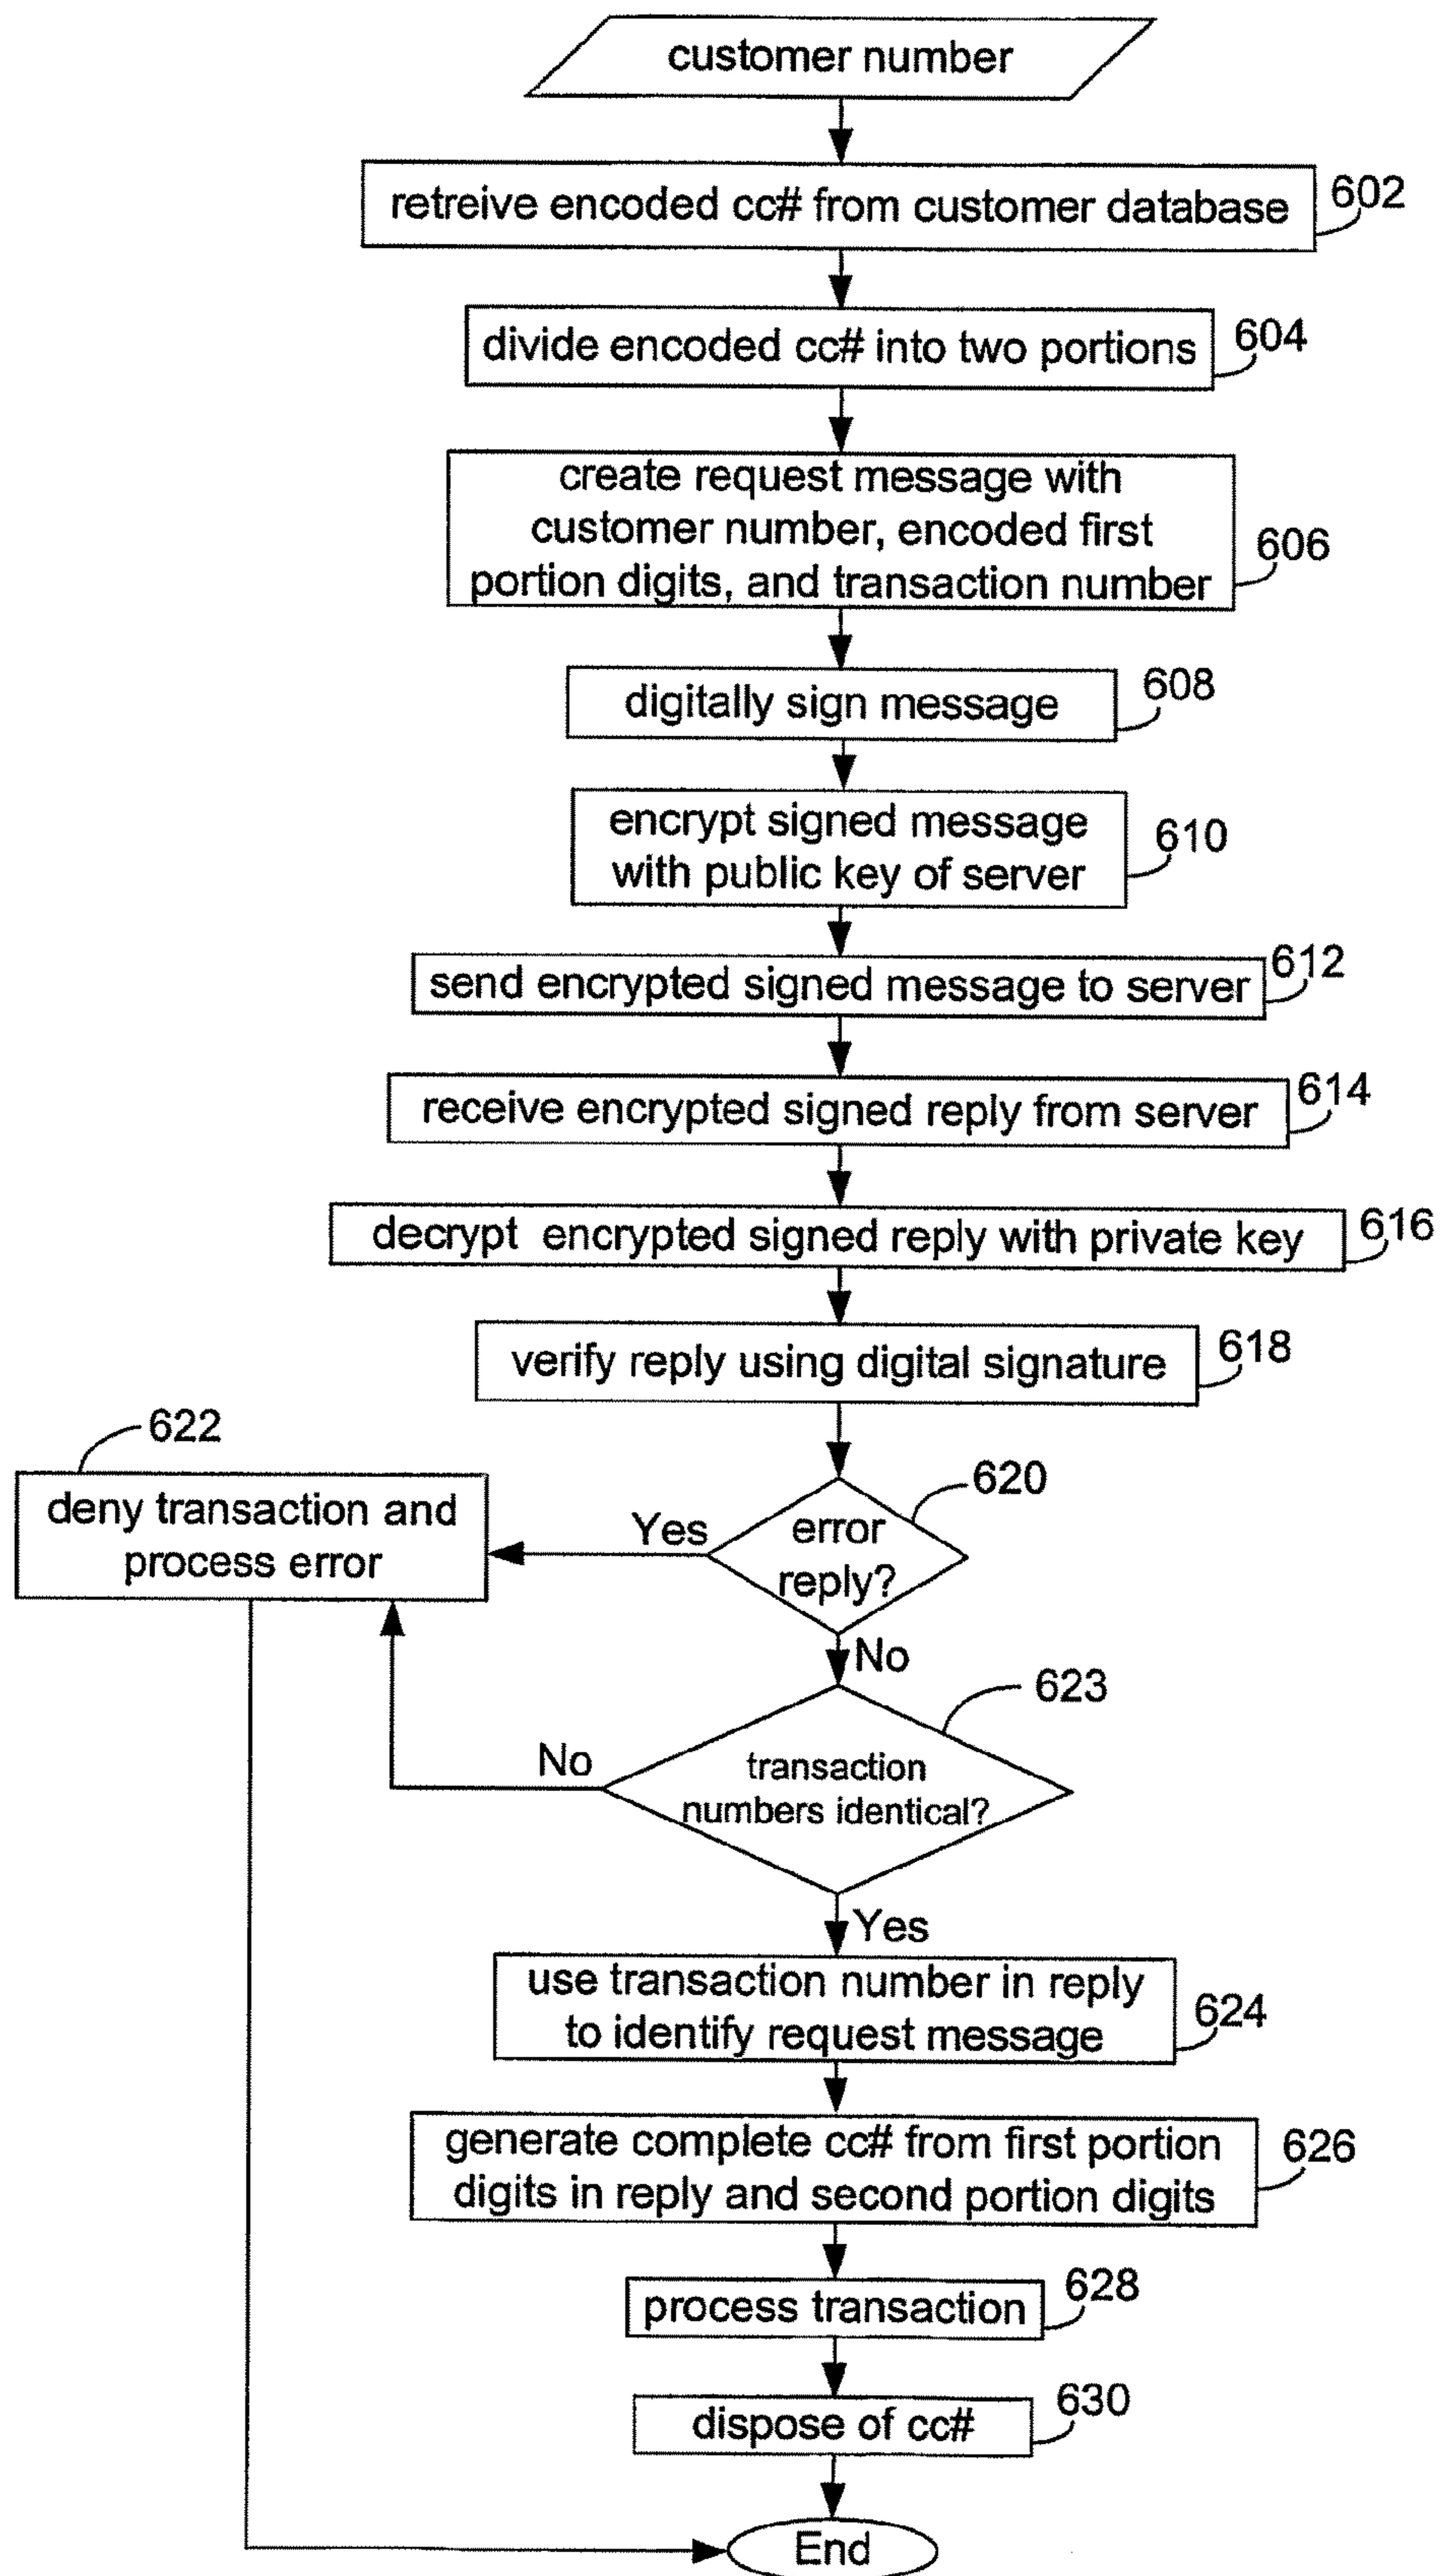 customer number
retreive encoded cc# from customer database
602
divide encoded cc# into two portions
604
create request message with
customer number, encoded first
portion digits, and transaction number
606
digitally sign message
608
encrypt signed message
with public key of server
610
send encrypted signed message to server
612
receive encrypted signed reply from server
614
decrypt encrypted signed reply with private key
616
verify reply using digital signature
618
622
deny transaction and
process error
Yes
error
reply?
620
No
623
No
transaction
numbers identical?
Yes
use transaction number in reply
to identify request message
624
generate complete cc# from first portion
digits in reply and second portion digits
626
process transaction
628
dispose of cc#
630
End